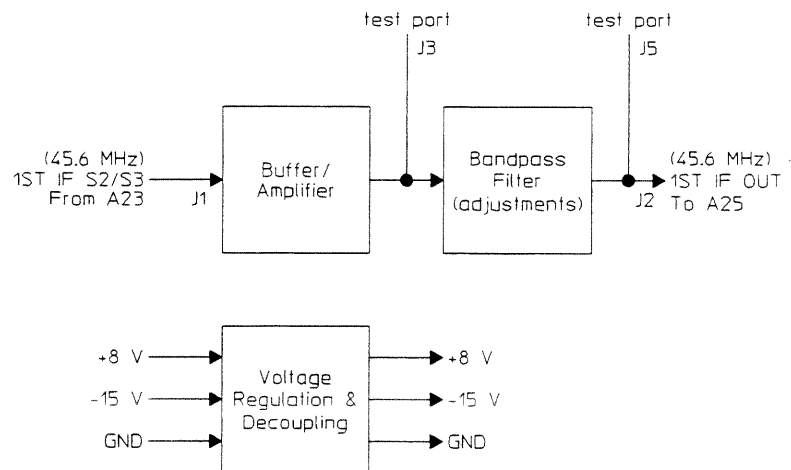 test port
J3
test port
J5
(45.6 MHz)
1ST IF S2/S3
From A23
J1
Buffer/
Amplifier
Bandpass
Filter
(adjustments)
J2
(45.6 MHz)
1ST IF OUT
To A25
+8 V
-15 V
GND
Voltage
Regulation &
Decoupling
+8 V
-15 V
GND